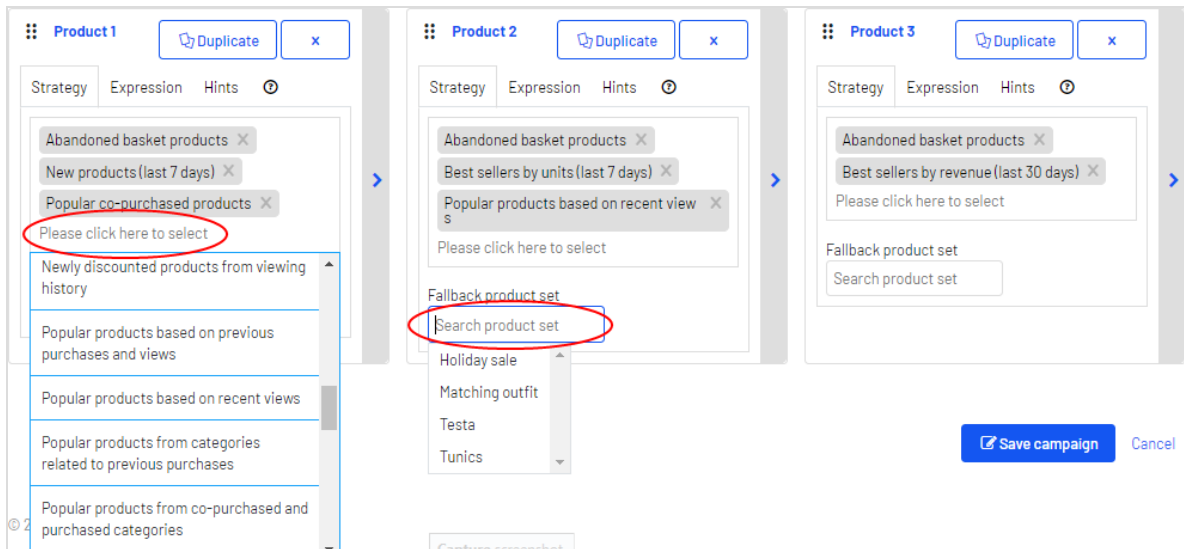 Product 1
Duplicate
x
Strategy
Expression
Hints
?
Abandoned basket products X
New products (last 7 days) X
Popular co-purchased products X
Please click here to select
Newly discounted products from viewing
history
Popular products based on previous
purchases and views
Popular products based on recent views
Popular products from categories
related to previous purchases
Popular products from co-purchased and
purchased categories
Product 2
Duplicate
x
Strategy
Expression
Hints
?
Abandoned basket products X
Best sellers by units (last 7 days) X
Popular products based on recent view X
s
Please click here to select
Fallback product set
Search product set
Holiday sale
Matching outfit
Testa
Tunics
Product 3
Duplicate
x
Strategy
Expression
Hints
?
Abandoned basket products X
Best sellers by revenue (last 30 days) X
Please click here to select
Fallback product set
Search product set
Save campaign
Cancel
© 2